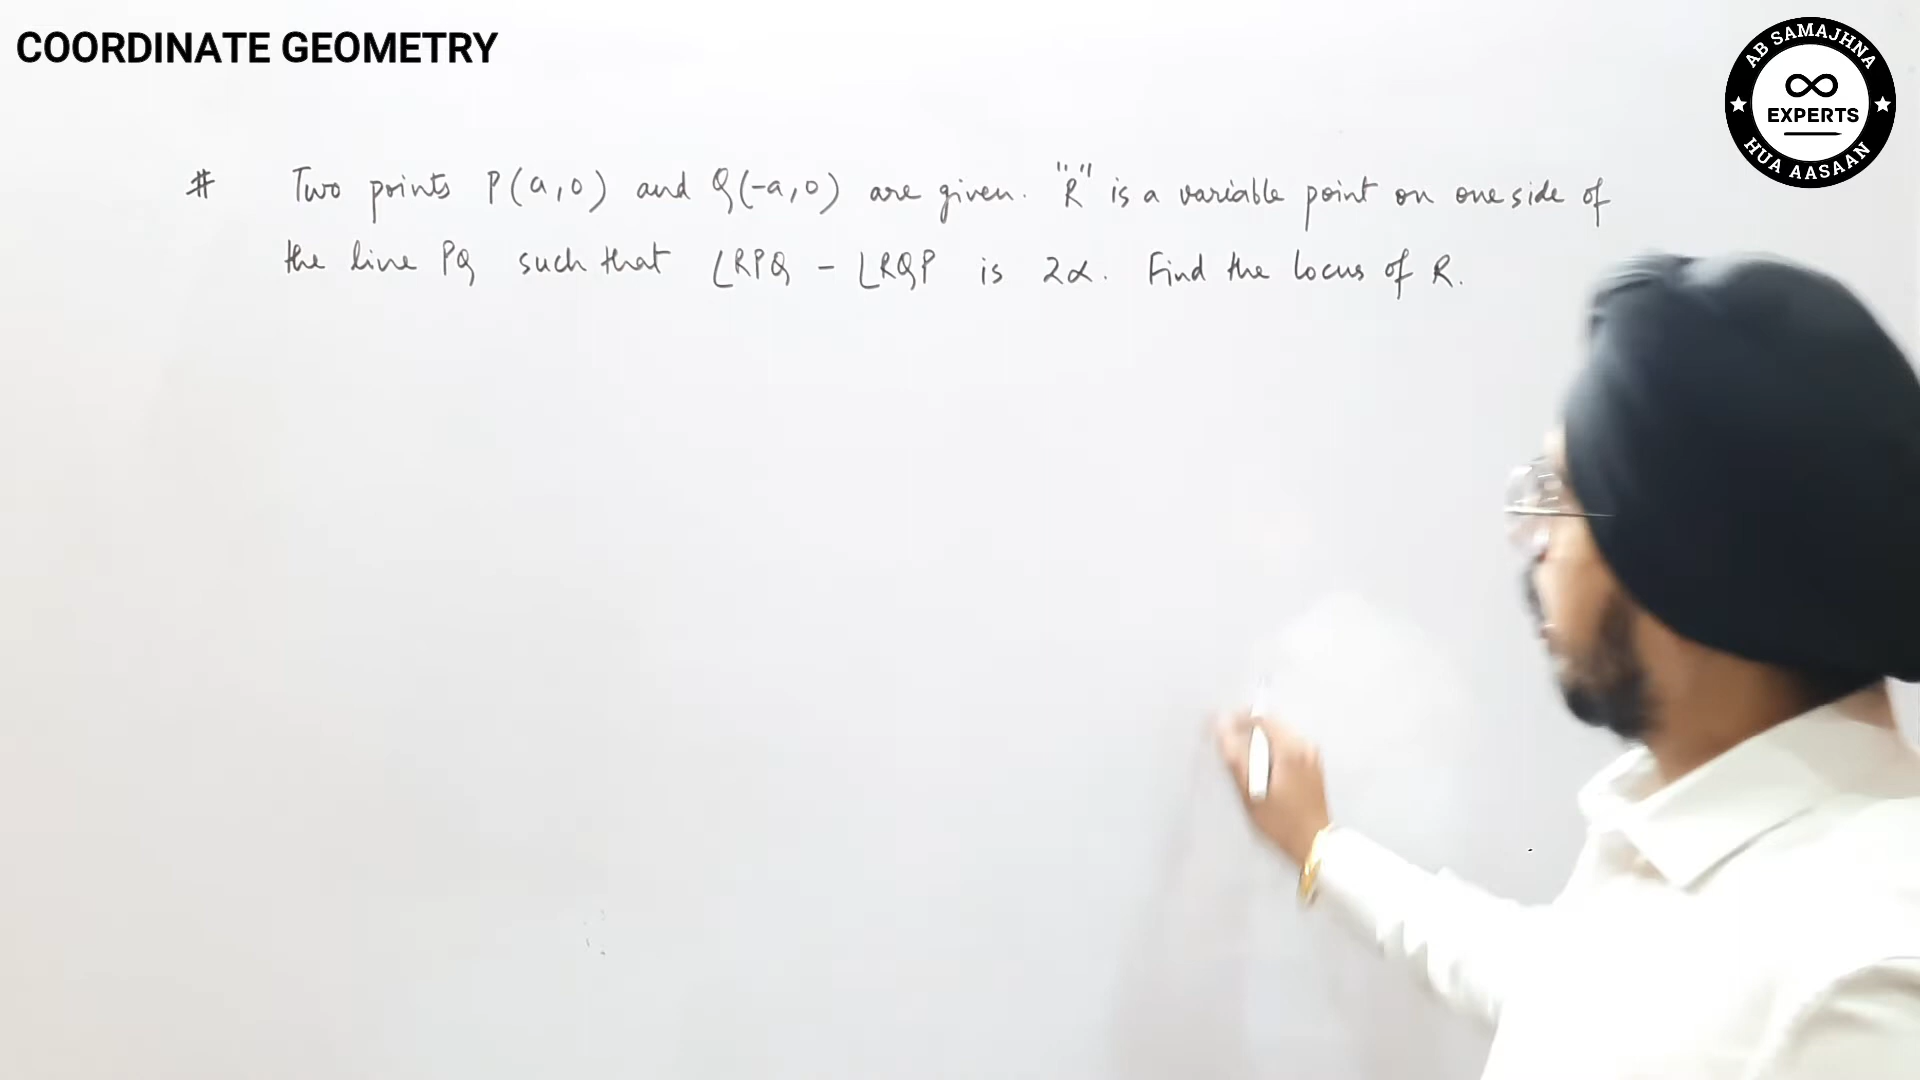 COORDINATE GEOMETRY
AB SAMAJHNA
EXPERTS
HUA AASAAN
# Two points P(a,0) and Q(-a,0) are given. "R" is a variable point on one side of
the line PQ such that ∠RPQ - ∠RQP is 2α. Find the locus of R.